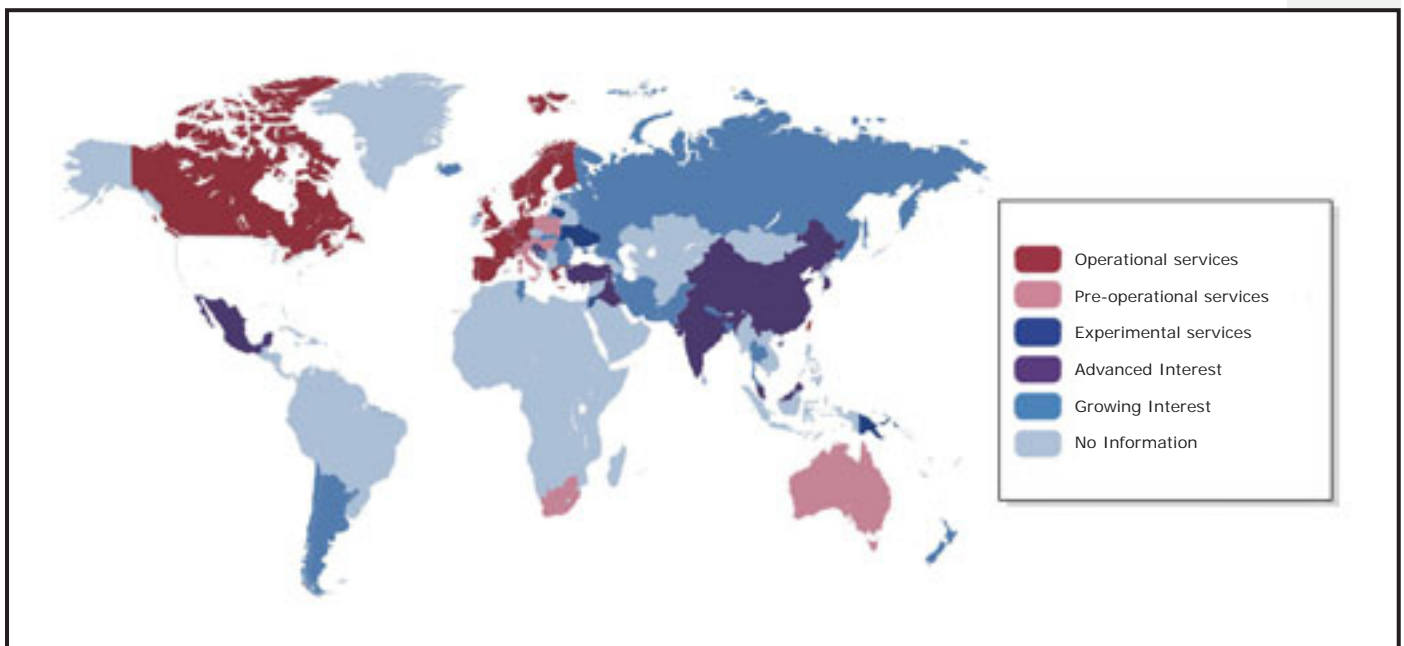 Operational services
Pre-operational services
Experimental services
Advanced Interest
Growing Interest
No Information